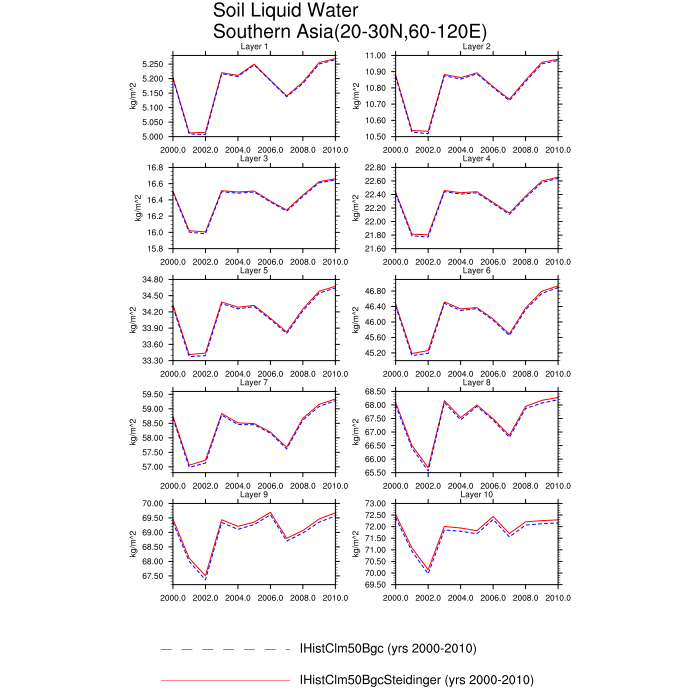 Soil Liquid Water
Southern Asia(20-30N,60-120E)
Layer 1
5.250
5.200
5.150
5.100
5.050
5.000
kg/m^2
2000.0 2002.0 2004.0 2006.0 2008.0 2010.0
Layer 2
11.00
10.90
10.80
10.70
10.60
10.50
kg/m^2
2000.0 2002.0 2004.0 2006.0 2008.0 2010.0
Layer 3
16.8
16.6
16.4
16.2
16.0
15.8
kg/m^2
2000.0 2002.0 2004.0 2006.0 2008.0 2010.0
Layer 4
22.80
22.60
22.40
22.20
22.00
21.80
21.60
kg/m^2
2000.0 2002.0 2004.0 2006.0 2008.0 2010.0
Layer 5
34.80
34.50
34.20
33.90
33.60
33.30
kg/m^2
2000.0 2002.0 2004.0 2006.0 2008.0 2010.0
Layer 6
46.80
46.40
46.00
45.60
45.20
kg/m^2
2000.0 2002.0 2004.0 2006.0 2008.0 2010.0
Layer 7
59.50
59.00
58.50
58.00
57.50
57.00
kg/m^2
2000.0 2002.0 2004.0 2006.0 2008.0 2010.0
Layer 8
68.50
68.00
67.50
67.00
66.50
66.00
65.50
kg/m^2
2000.0 2002.0 2004.0 2006.0 2008.0 2010.0
Layer 9
70.00
69.50
69.00
68.50
68.00
67.50
kg/m^2
2000.0 2002.0 2004.0 2006.0 2008.0 2010.0
Layer 10
73.00
72.50
72.00
71.50
71.00
70.50
70.00
69.50
kg/m^2
2000.0 2002.0 2004.0 2006.0 2008.0 2010.0
IHistClm50Bgc (yrs 2000-2010)
IHistClm50BgcSteidinger (yrs 2000-2010)